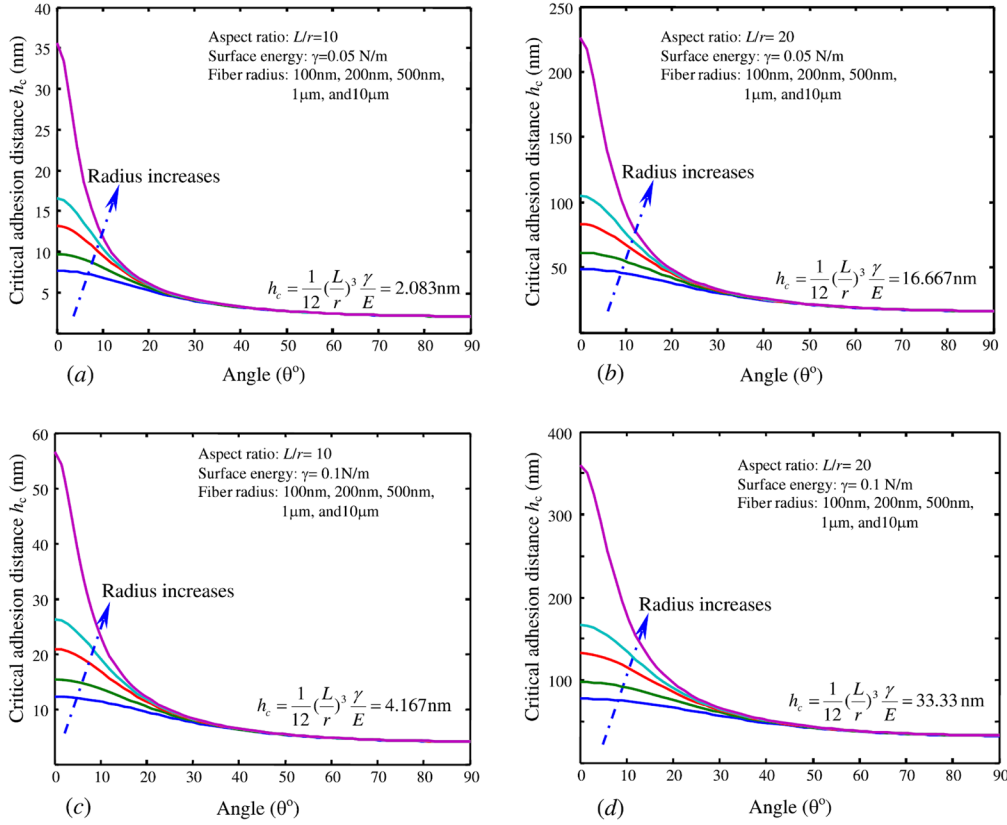 Critical adhesion distance h_c (nm)
40
35
30
25
20
15
10
5
0 10 20 30 40 50 60 70 80 90
Aspect ratio: L/r=10
Surface energy: γ=0.05 N/m
Fiber radius: 100nm, 200nm, 500nm,
1μm, and10μm
Radius increases
h_c = 1/12 (L/r)^3 γ/E = 2.083nm
(a)
Angle (θ°)
Critical adhesion distance h_c (nm)
250
200
150
100
50
0
0 10 20 30 40 50 60 70 80 90
Aspect ratio: L/r= 20
Surface energy: γ= 0.05 N/m
Fiber radius: 100nm, 200nm, 500nm,
1μm, and10μm
Radius increases
h_c = 1/12 (L/r)^3 γ/E = 16.667nm
(b)
Angle (θ°)
Critical adhesion distance h_c (nm)
60
50
40
30
20
10
0 10 20 30 40 50 60 70 80 90
Aspect ratio: L/r= 10
Surface energy: γ= 0.1N/m
Fiber radius: 100nm, 200nm, 500nm,
1μm, and10μm
Radius increases
h_c = 1/12 (L/r)^3 γ/E = 4.167nm
(c)
Angle (θ°)
Critical adhesion distance h_c (nm)
400
300
200
100
0
0 10 20 30 40 50 60 70 80 90
Aspect ratio: L/r= 20
Surface energy: γ= 0.1 N/m
Fiber radius: 100nm, 200nm, 500nm,
1μm, and10μm
Radius increases
h_c = 1/12 (L/r)^3 γ/E = 33.33 nm
(d)
Angle (θ°)